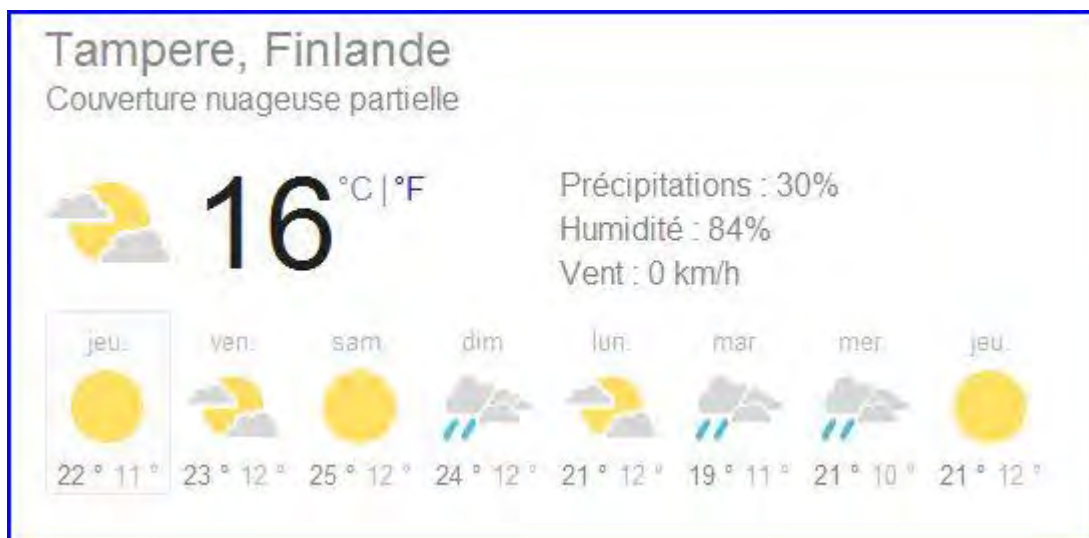 Tampere, Finlande
Couverture nuageuse partielle
16 °C | °F
Précipitations : 30%
Humidité : 84%
Vent : 0 km/h
jeu. ven. sam. dim. lun. mar. mer. jeu.
22 ° 11 ° 23 ° 12 ° 25 ° 12 ° 24 ° 12 ° 21 ° 12 ° 19 ° 11 ° 21 ° 10 ° 21 ° 12 °